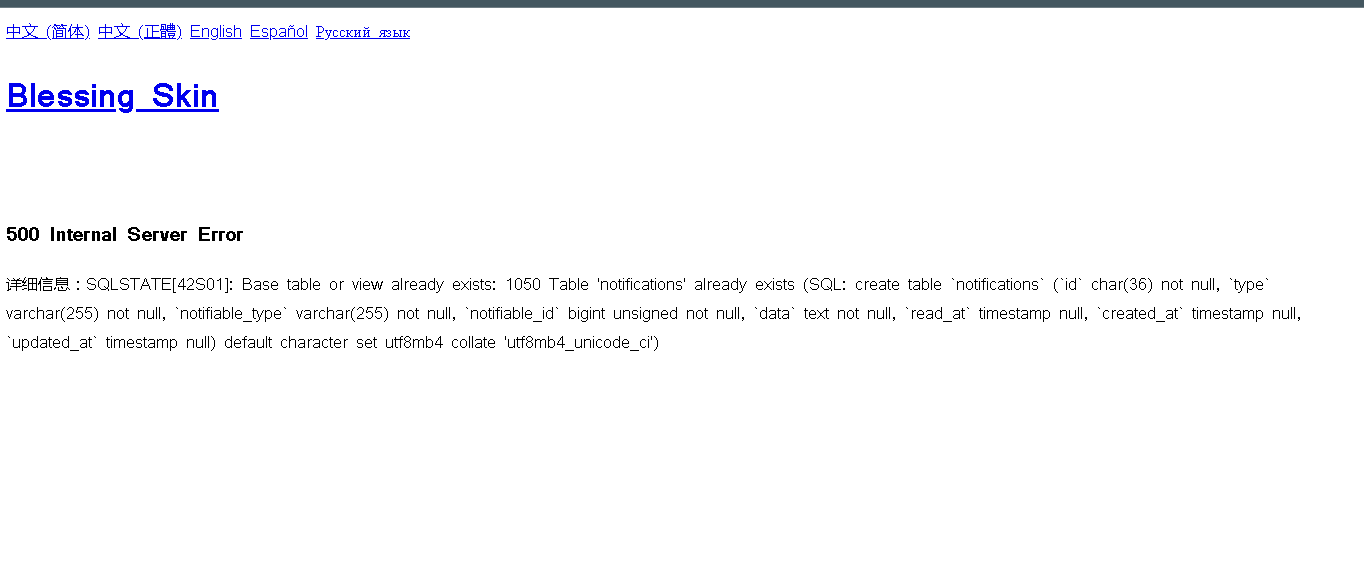 中文 (简体) 中文 (正體) English Español Русский язык
Blessing Skin
500 Internal Server Error
详细信息：SQLSTATE[42S01]: Base table or view already exists: 1050 Table 'notifications' already exists (SQL: create table `notifications` (`id` char(36) not null, `type`
varchar(255) not null, `notifiable_type` varchar(255) not null, `notifiable_id` bigint unsigned not null, `data` text not null, `read_at` timestamp null, `created_at` timestamp null,
`updated_at` timestamp null) default character set utf8mb4 collate 'utf8mb4_unicode_ci')